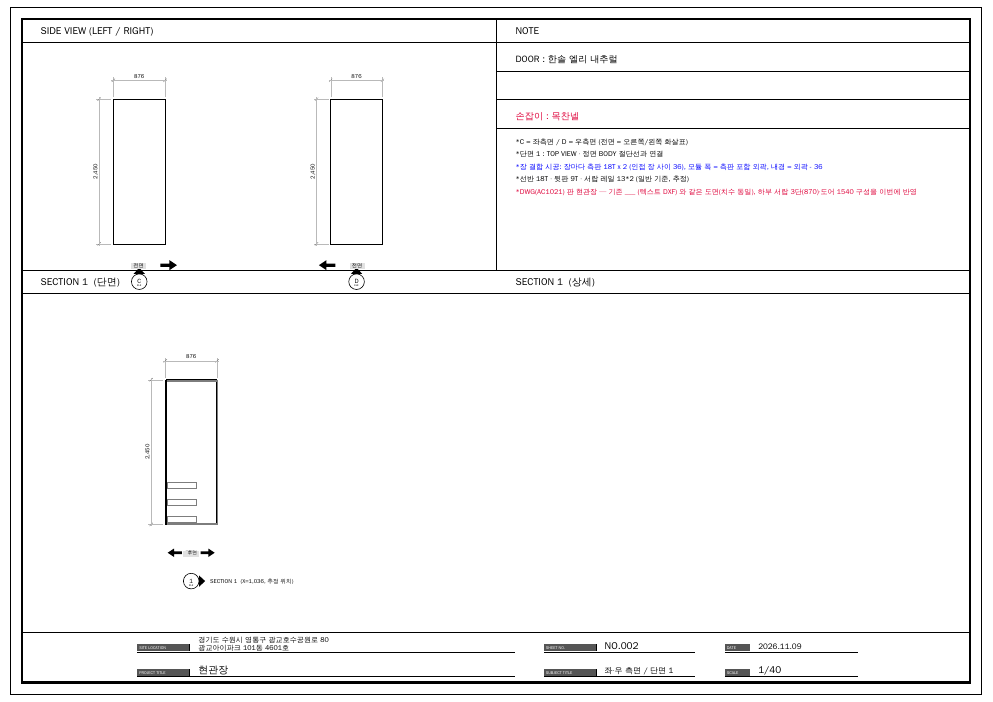 SIDE VIEW (LEFT / RIGHT)
NOTE
DOOR : 한솔 엘리 내추럴
손잡이 : 목찬넬
*C = 좌측면 / D = 우측면 (전면 = 오른쪽/왼쪽 화살표)
*단면 1 : TOP VIEW · 정면 BODY 절단선과 연결
*장 결합 시공: 장마다 측판 18T x 2 (인접 장 사이 36), 모듈 폭 = 측판 포함 외곽, 내경 = 외곽 - 36
*선반 18T · 뒷판 9T · 서랍 레일 13*2 (일반 기준, 추정)
*DWG(AC1021) 판 현관장 — 기존 ___ (텍스트 DXF) 와 같은 도면(치수 동일), 하부 서랍 3단(870) 도어 1540 구성을 이번에 반영
876
2,450
전면
C
876
2,450
전면
D
SECTION 1 (단면)
SECTION 1 (상세)
876
2,450
1
SECTION 1 (X=1,036, 추정 위치)
SITE LOCATION
경기도 수원시 영통구 광교호수공원로 80
광교아이파크 101동 4601호
SHEET NO.
NO.002
DATE
2026.11.09
PROJECT TITLE
현관장
SUBJECT TITLE
좌·우 측면 / 단면 1
SCALE
1/40